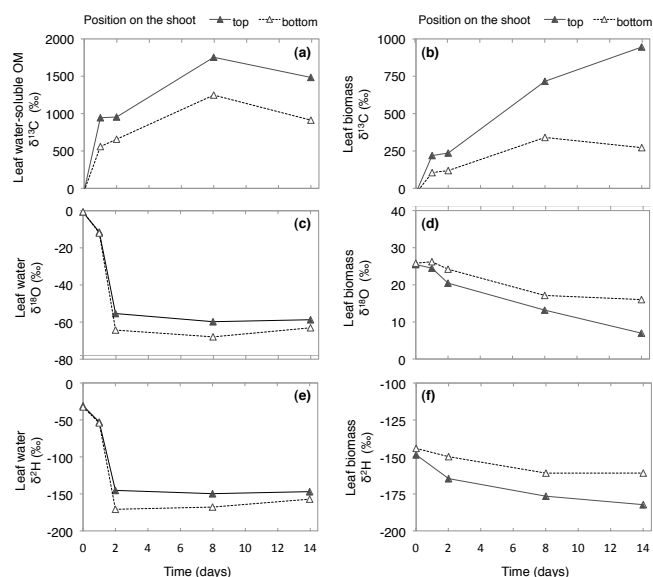 Position on the shoot top bottom
Position on the shoot top bottom
(a)
Leaf water-soluble OM
δ13C (‰)
2000
1500
1000
500
0
(b)
Leaf biomass
δ13C (‰)
1000
750
500
250
0
(c)
Leaf water
δ18O (‰)
0
-20
-40
-60
-80
(d)
Leaf biomass
δ18O (‰)
40
30
20
10
0
(e)
Leaf water
δ2H (‰)
0
-50
-100
-150
-200
0 2 4 6 8 10 12 14
Time (days)
(f)
Leaf biomass
δ2H (‰)
-100
-125
-150
-175
-200
0 2 4 6 8 10 12 14
Time (days)